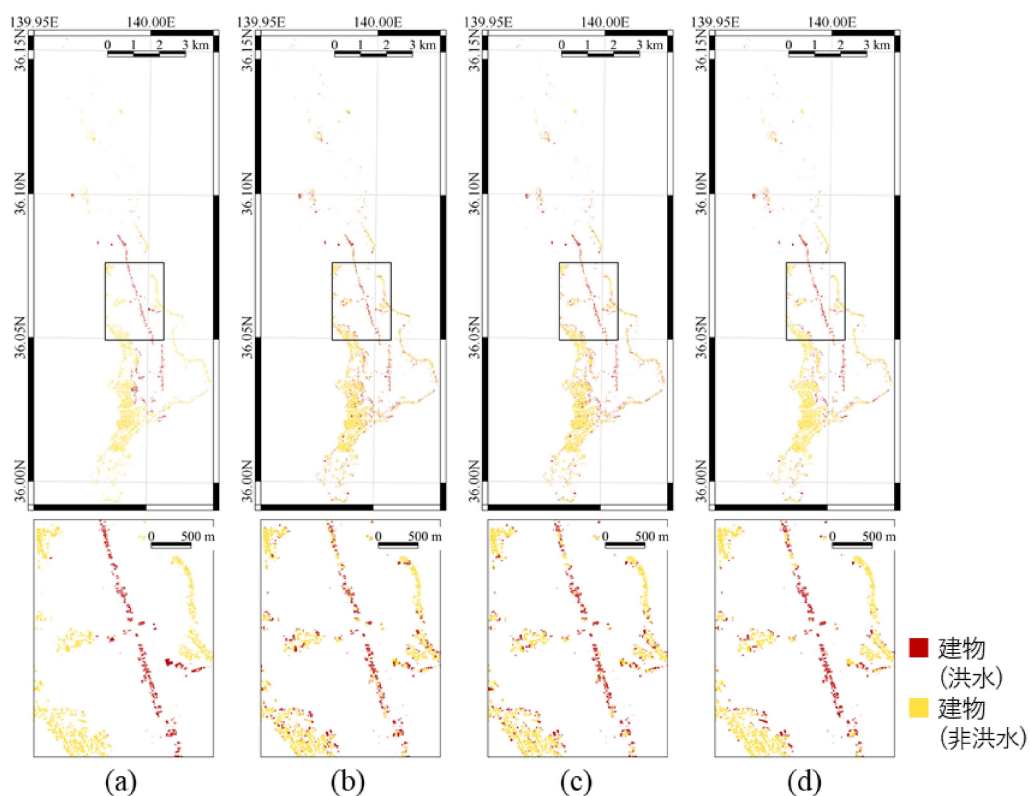 139.95E 140.00E
139.95E 140.00E
139.95E 140.00E
139.95E 140.00E
0 1 2 3 km
0 1 2 3 km
0 1 2 3 km
0 1 2 3 km
36.15N
36.10N
36.05N
36.00N
36.15N
36.10N
36.05N
36.00N
36.15N
36.10N
36.05N
36.00N
36.15N
36.10N
36.05N
36.00N
0 500 m
0 500 m
0 500 m
0 500 m
建物
(洪水)
建物
(非洪水)
(a) (b) (c) (d)